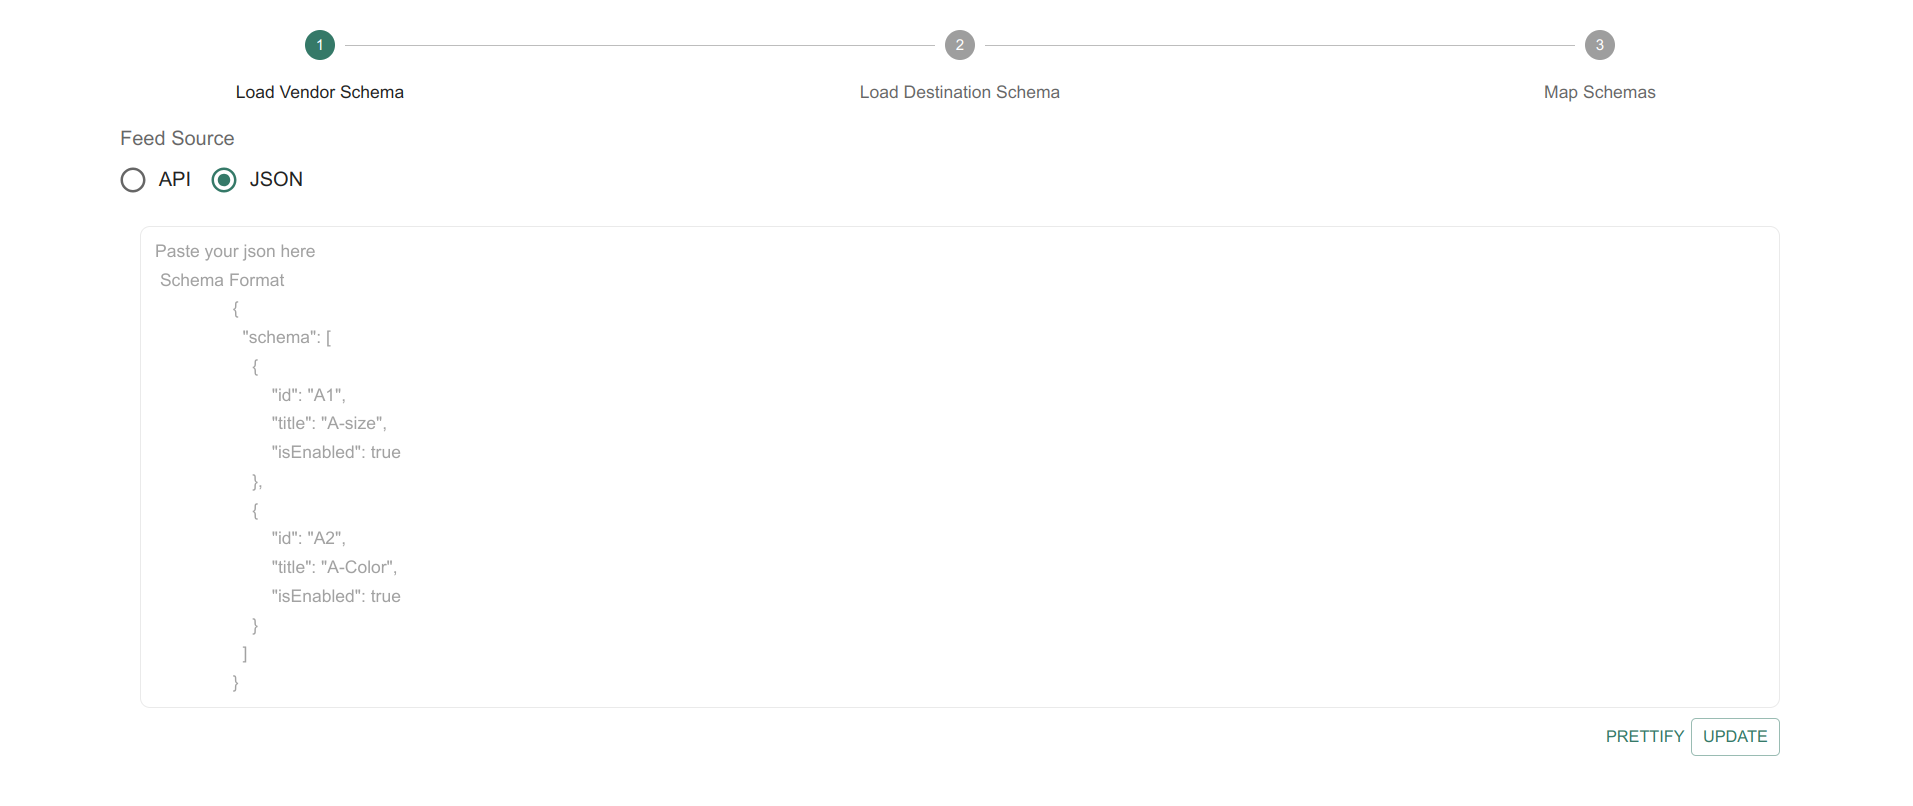 1 2 3
Load Vendor Schema Load Destination Schema Map Schemas
Feed Source
API JSON
Paste your json here
Schema Format
{
"schema": [
{
"id": "A1",
"title": "A-size",
"isEnabled": true
},
{
"id": "A2",
"title": "A-Color",
"isEnabled": true
}
]
}
PRETTIFY UPDATE